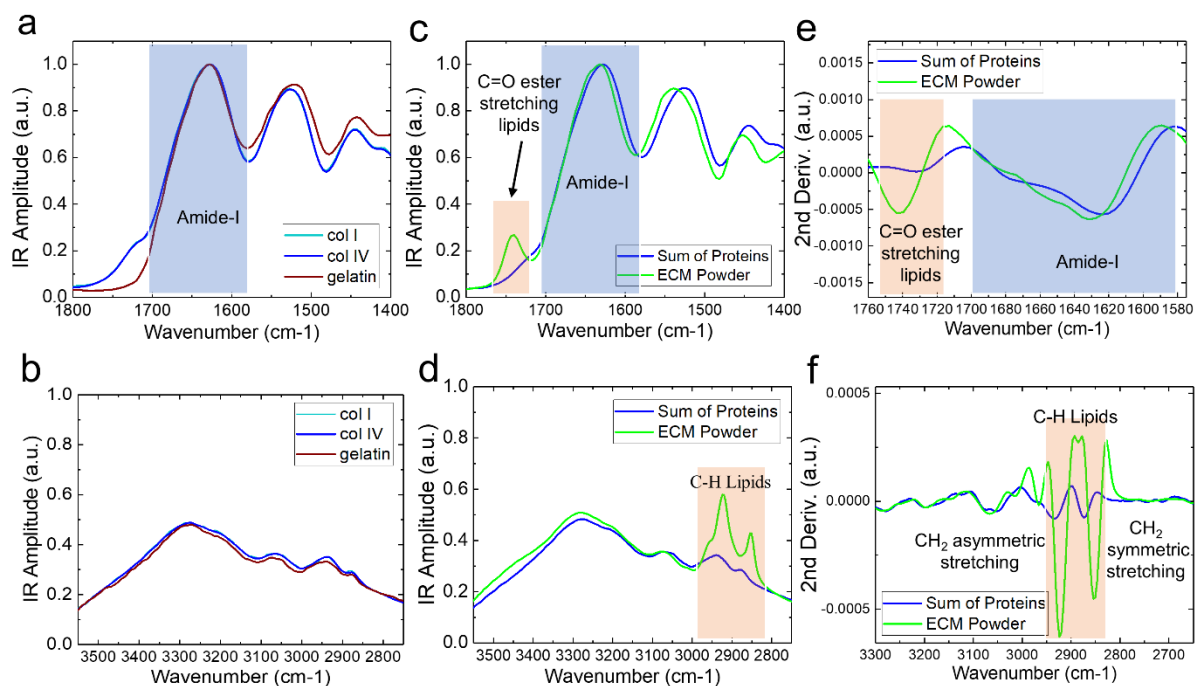 a
IR Amplitude (a.u.)
1.0
0.8
0.6
0.4
0.2
0.0
Amide-I
col I
col IV
gelatin
1800 1700 1600 1500 1400
Wavenumber (cm-1)
c
IR Amplitude (a.u.)
1.0
0.8
0.6
0.4
0.2
0.0
C=O ester
stretching
lipids
Amide-I
Sum of Proteins
ECM Powder
1800 1700 1600 1500 1400
Wavenumber (cm-1)
e
2nd Deriv. (a.u.)
0.0015
0.0010
0.0005
0.0000
-0.0005
-0.0010
-0.0015
Sum of Proteins
ECM Powder
C=O ester
stretching
lipids
Amide-I
1760 1740 1720 1700 1680 1660 1640 1620 1600 1580
Wavenumber (cm-1)
b
IR Amplitude (a.u.)
1.0
0.8
0.6
0.4
0.2
0.0
col I
col IV
gelatin
3500 3400 3300 3200 3100 3000 2900 2800
Wavenumber (cm-1)
d
IR Amplitude (a.u.)
1.0
0.8
0.6
0.4
0.2
0.0
Sum of Proteins
ECM Powder
C-H Lipids
3500 3400 3300 3200 3100 3000 2900 2800
Wavenumber (cm-1)
f
2nd Deriv. (a.u.)
0.0005
0.0000
-0.0005
C-H Lipids
CH2 asymmetric
stretching
CH2
symmetric
stretching
Sum of Proteins
ECM Powder
3300 3200 3100 3000 2900 2800 2700
Wavenumber (cm-1)